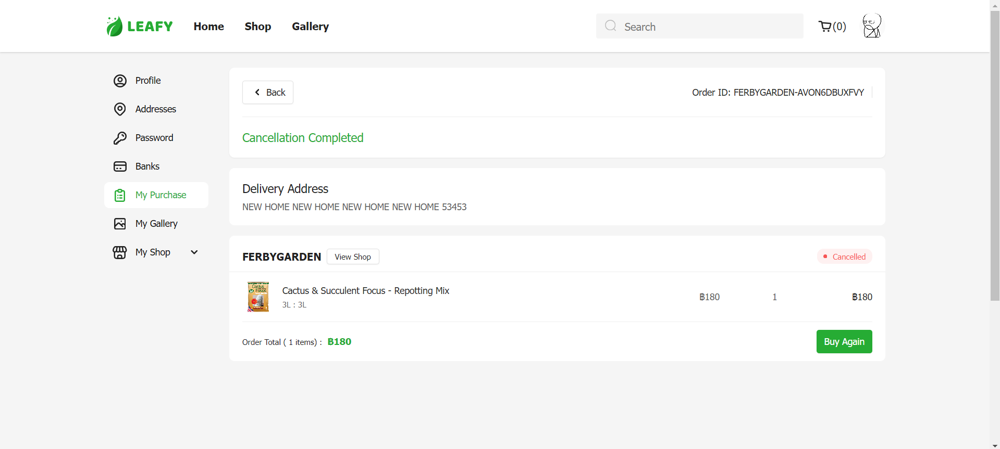 LEAFY
Home
Shop
Gallery
Search
(0)
Profile
Addresses
Password
Banks
My Purchase
My Gallery
My Shop
Back
Order ID: FERBYGARDEN-AVON6DBUXFVY
Cancellation Completed
Delivery Address
NEW HOME NEW HOME NEW HOME NEW HOME 53453
FERBYGARDEN
View Shop
Cancelled
Cactus
Focus
Cactus & Succulent Focus - Repotting Mix
3L : 3L
฿180
1
฿180
Order Total ( 1 items) : ฿180
Buy Again